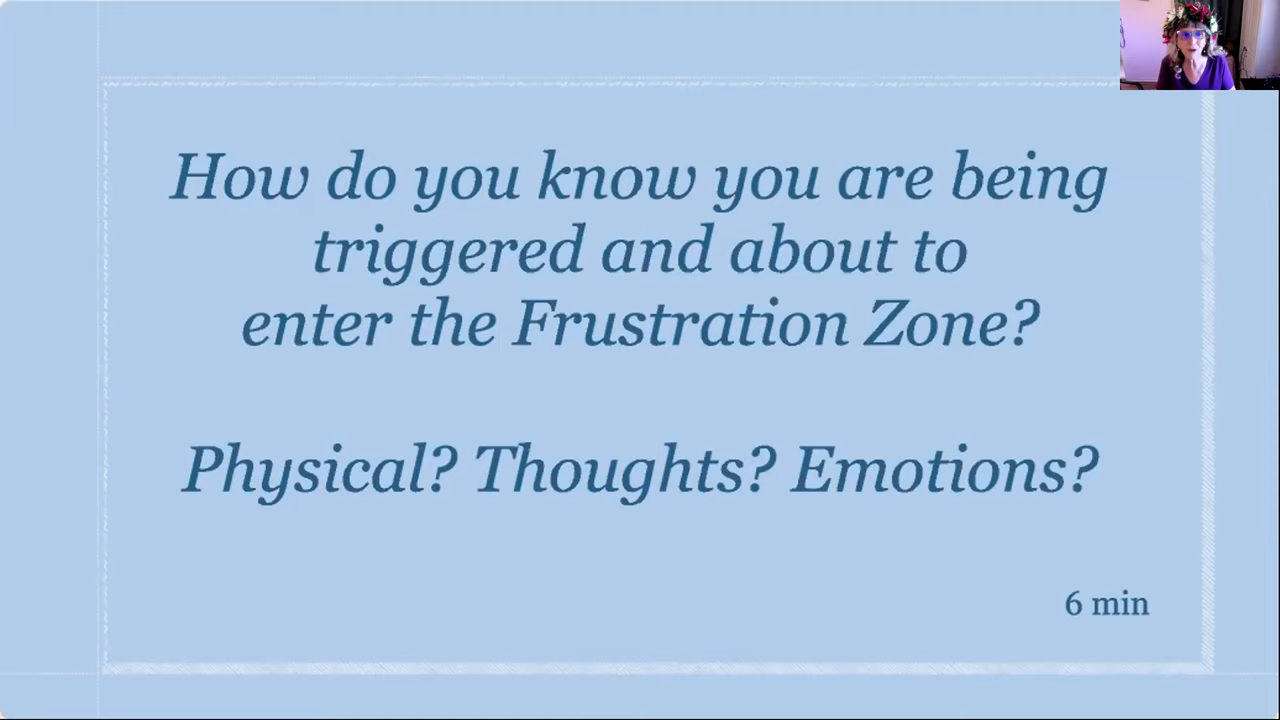 How do you know you are being
triggered and about to
enter the Frustration Zone?
Physical? Thoughts? Emotions?
6 min